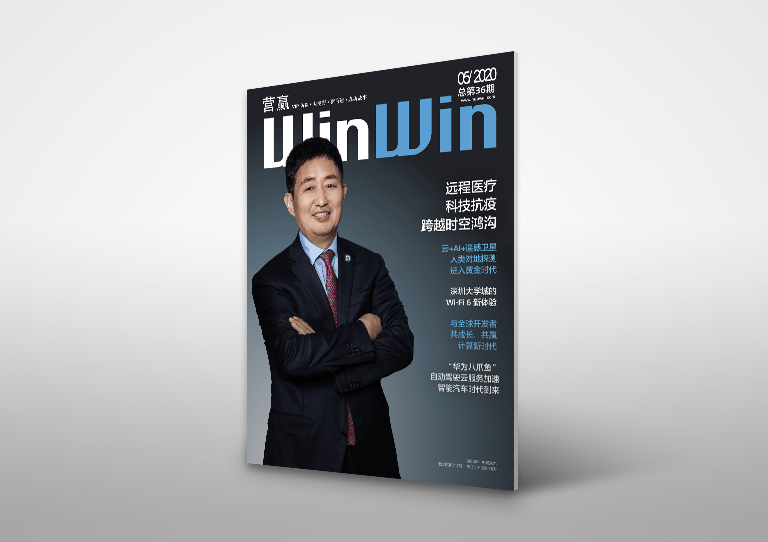 05/2020
营赢
总第36期
WinWin
远程医疗
科技抗疫
跨越时空鸿沟
云+AI+遥感卫星
人类对地探测
进入黄金时代
深圳大学城的
Wi-Fi 6 新体验
与全球开发者
共成长，共赢
计算新时代
“华为八爪鱼”
自动驾驶云服务加速
智能汽车时代到来